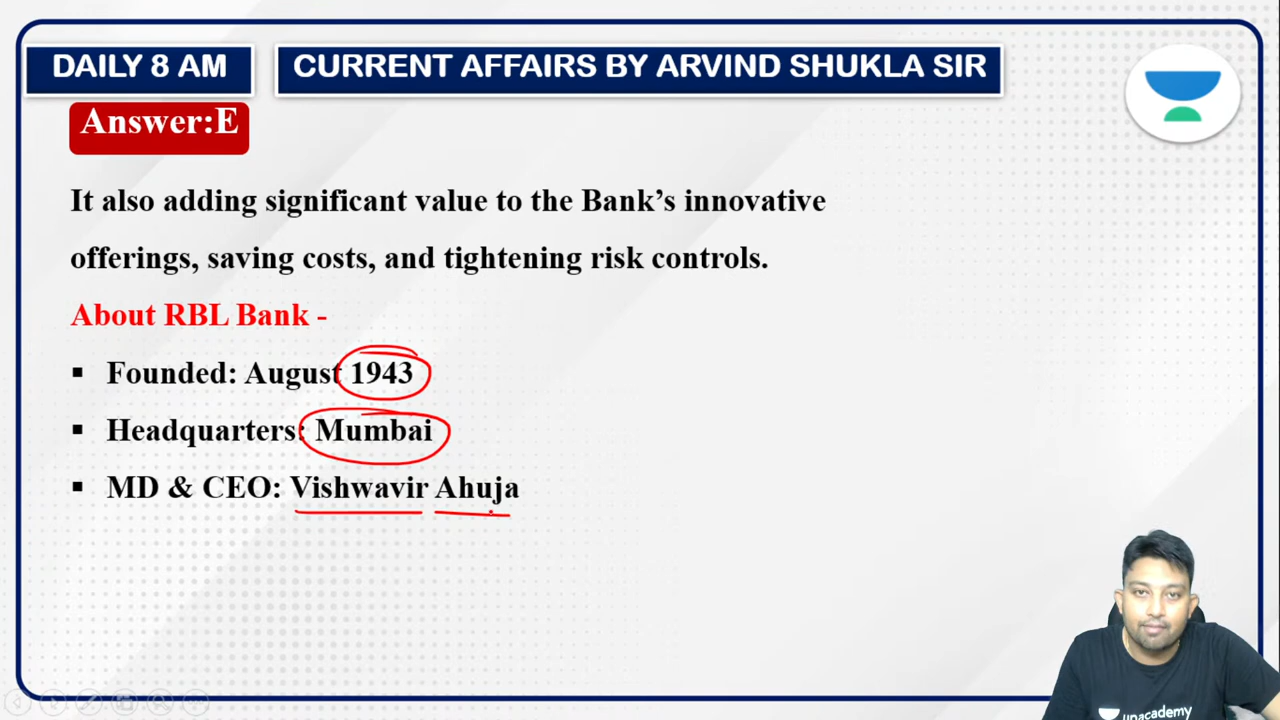 DAILY 8 AM
CURRENT AFFAIRS BY ARVIND SHUKLA SIR
Answer:E
It also adding significant value to the Bank’s innovative
offerings, saving costs, and tightening risk controls.
About RBL Bank -
▪ Founded: August 1943
▪ Headquarters: Mumbai
▪ MD & CEO: Vishwavir Ahuja
unacademy